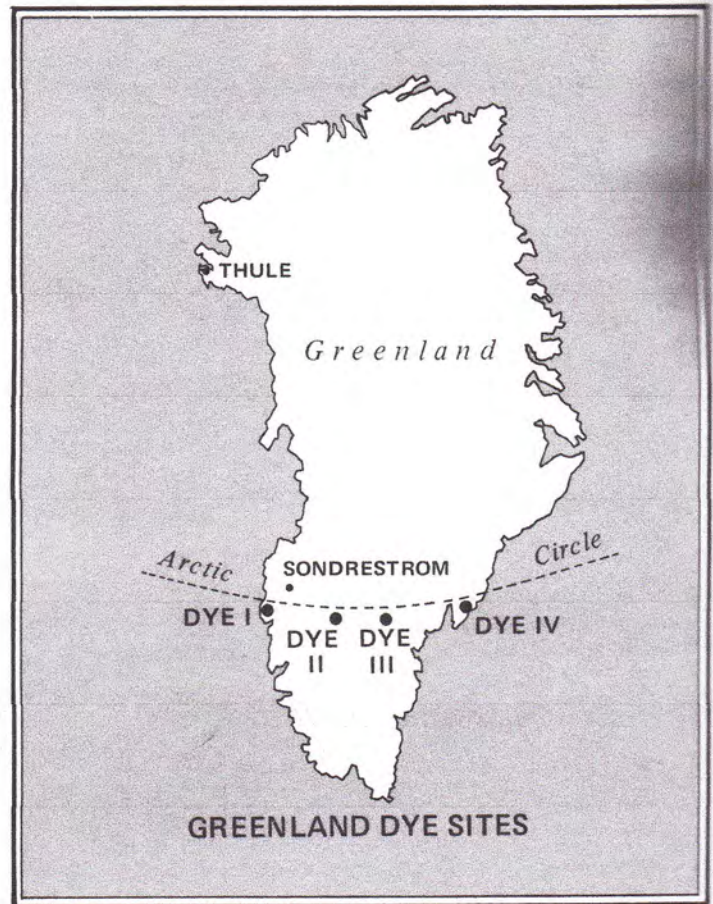 THULE
Greenland
Arctic
Circle
SONDRESTROM
DYE I
DYE
II
DYE
III
DYE IV
GREENLAND DYE SITES